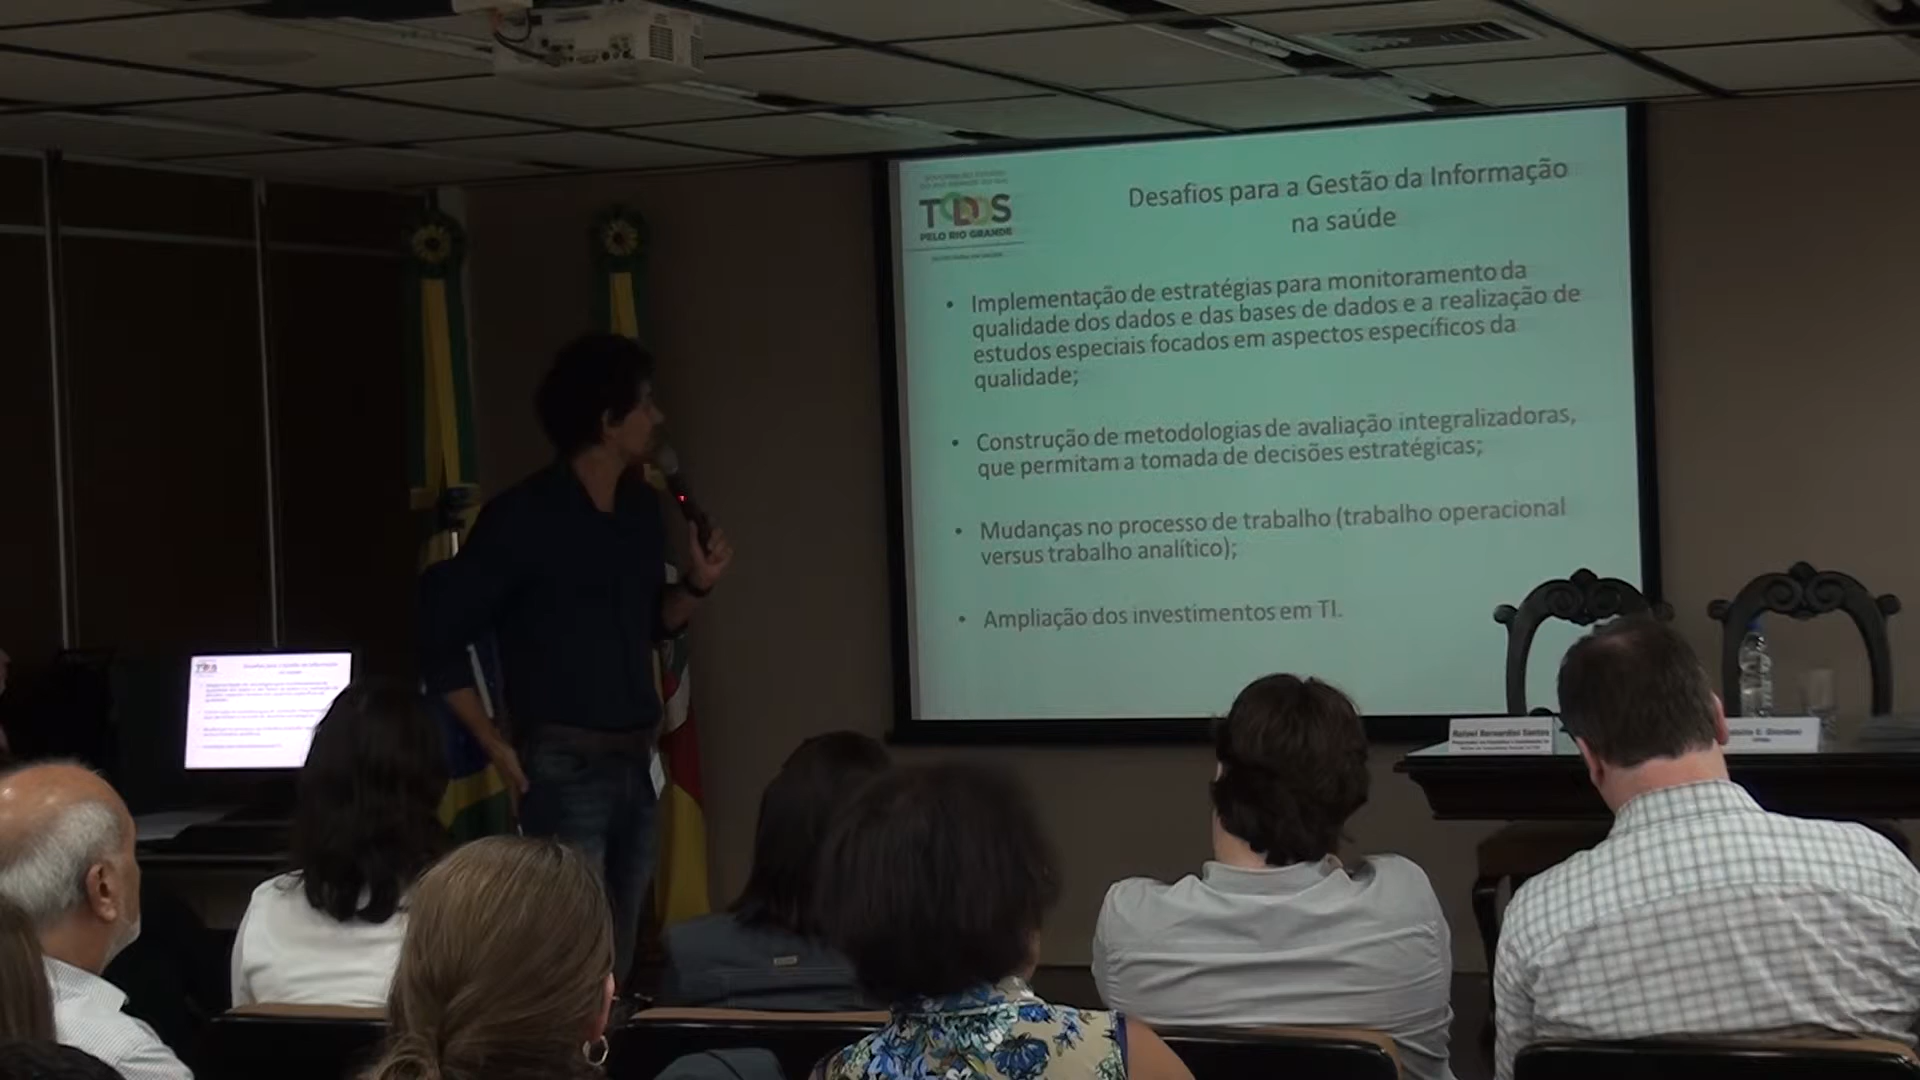 TODOS
PELO RIO GRANDE
Desafios para a Gestão da Informação
na saúde
• Implementação de estratégias para monitoramento da
qualidade dos dados e das bases de dados e a realização de
estudos especiais focados em aspectos específicos da
qualidade;
• Construção de metodologias de avaliação integralizadoras,
que permitam a tomada de decisões estratégicas;
• Mudanças no processo de trabalho (trabalho operacional
versus trabalho analítico);
• Ampliação dos investimentos em TI.
Rafael Bernardini Santos